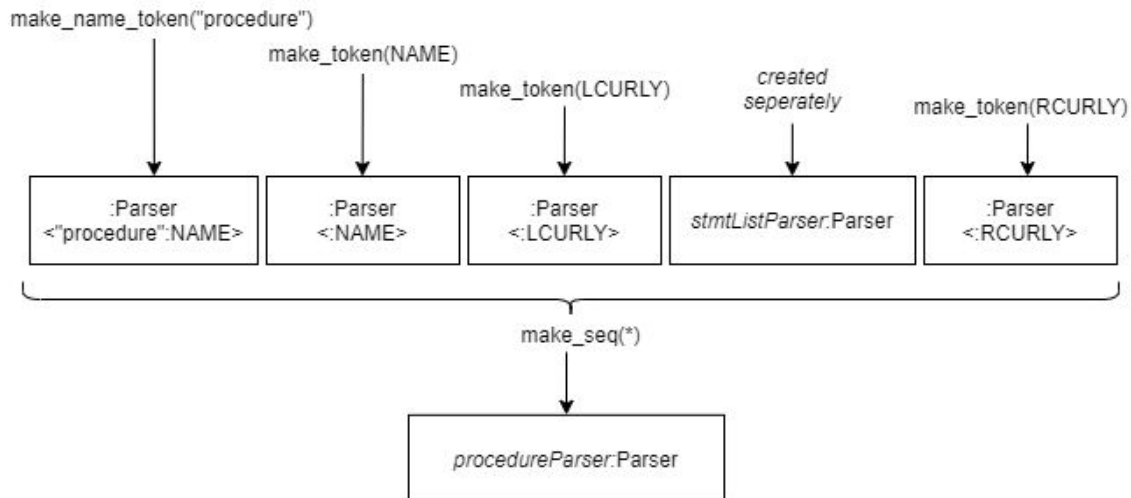 make_name_token("procedure")
make_token(NAME)
make_token(LCURLY)
created
seperately
make_token(RCURLY)
:Parser
<"procedure":NAME>
:Parser
<:NAME>
:Parser
<:LCURLY>
stmtListParser:Parser
:Parser
<:RCURLY>
make_seq(*)
procedureParser:Parser